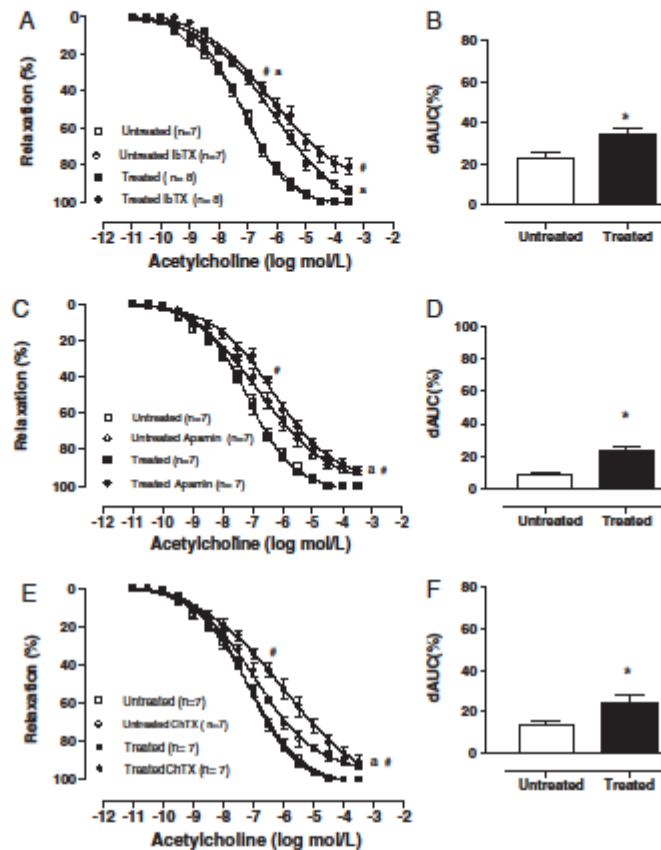 A
0
20
40
60
80
100
Relaxation (%)
# a
#
a
Untreated (n=7)
Untreated IbTX (n=7)
Treated (n=8)
Treated IbTX (n=8)
-12 -11 -10 -9 -8 -7 -6 -5 -4 -3 -2
Acetylcholine (log mol/L)
B
80
60
40
20
0
dAUC(%)
*
Untreated Treated
C
0
20
40
60
80
100
Relaxation (%)
#
a #
Untreated (n=7)
Untreated Apamin (n=7)
Treated (n=7)
Treated Apamin (n=7)
-12 -11 -10 -9 -8 -7 -6 -5 -4 -3 -2
Acetylcholine (log mol/L)
D
100
80
60
40
20
0
dAUC(%)
*
Untreated Treated
E
0
20
40
60
80
100
Relaxation (%)
#
a #
Untreated (n=7)
Untreated ChTX (n=7)
Treated (n=7)
Treated ChTX (n=7)
-12 -11 -10 -9 -8 -7 -6 -5 -4 -3 -2
Acetylcholine (log mol/L)
F
80
60
40
20
0
dAUC(%)
*
Untreated Treated